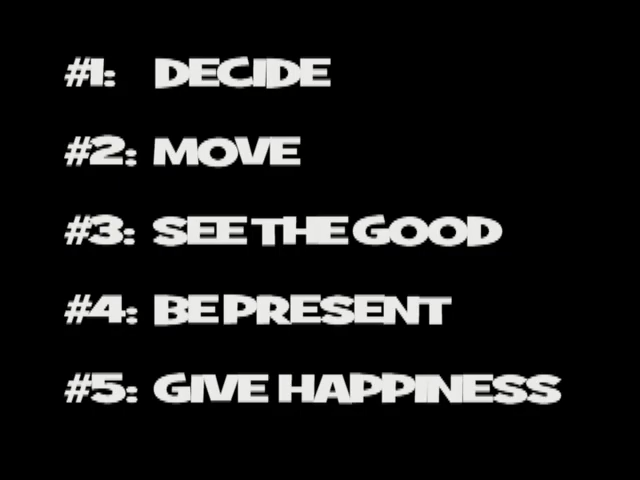 #1: DECIDE
#2: MOVE
#3: SEE THE GOOD
#4: BE PRESENT
#5: GIVE HAPPINESS